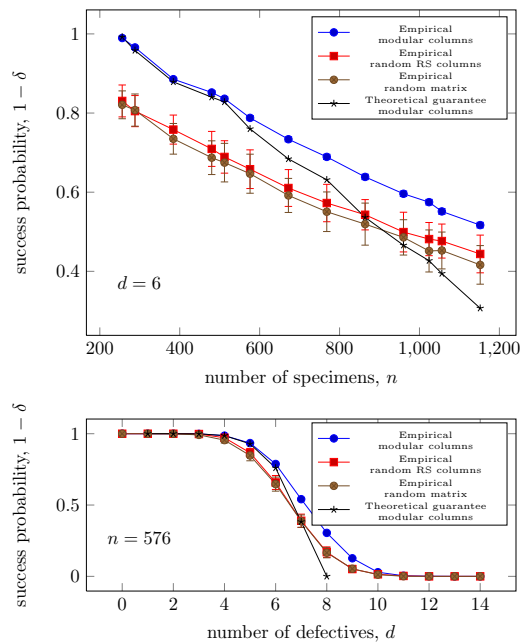 success probability, 1 − δ
1
0.8
0.6
0.4
Empirical
modular columns
Empirical
random RS columns
Empirical
random matrix
Theoretical guarantee
modular columns
d = 6
200
400
600
800
1,000
1,200
number of specimens, n
success probability, 1 − δ
1
0.5
0
Empirical
modular columns
Empirical
random RS columns
Empirical
random matrix
Theoretical guarantee
modular columns
n = 576
0
2
4
6
8
10
12
14
number of defectives, d